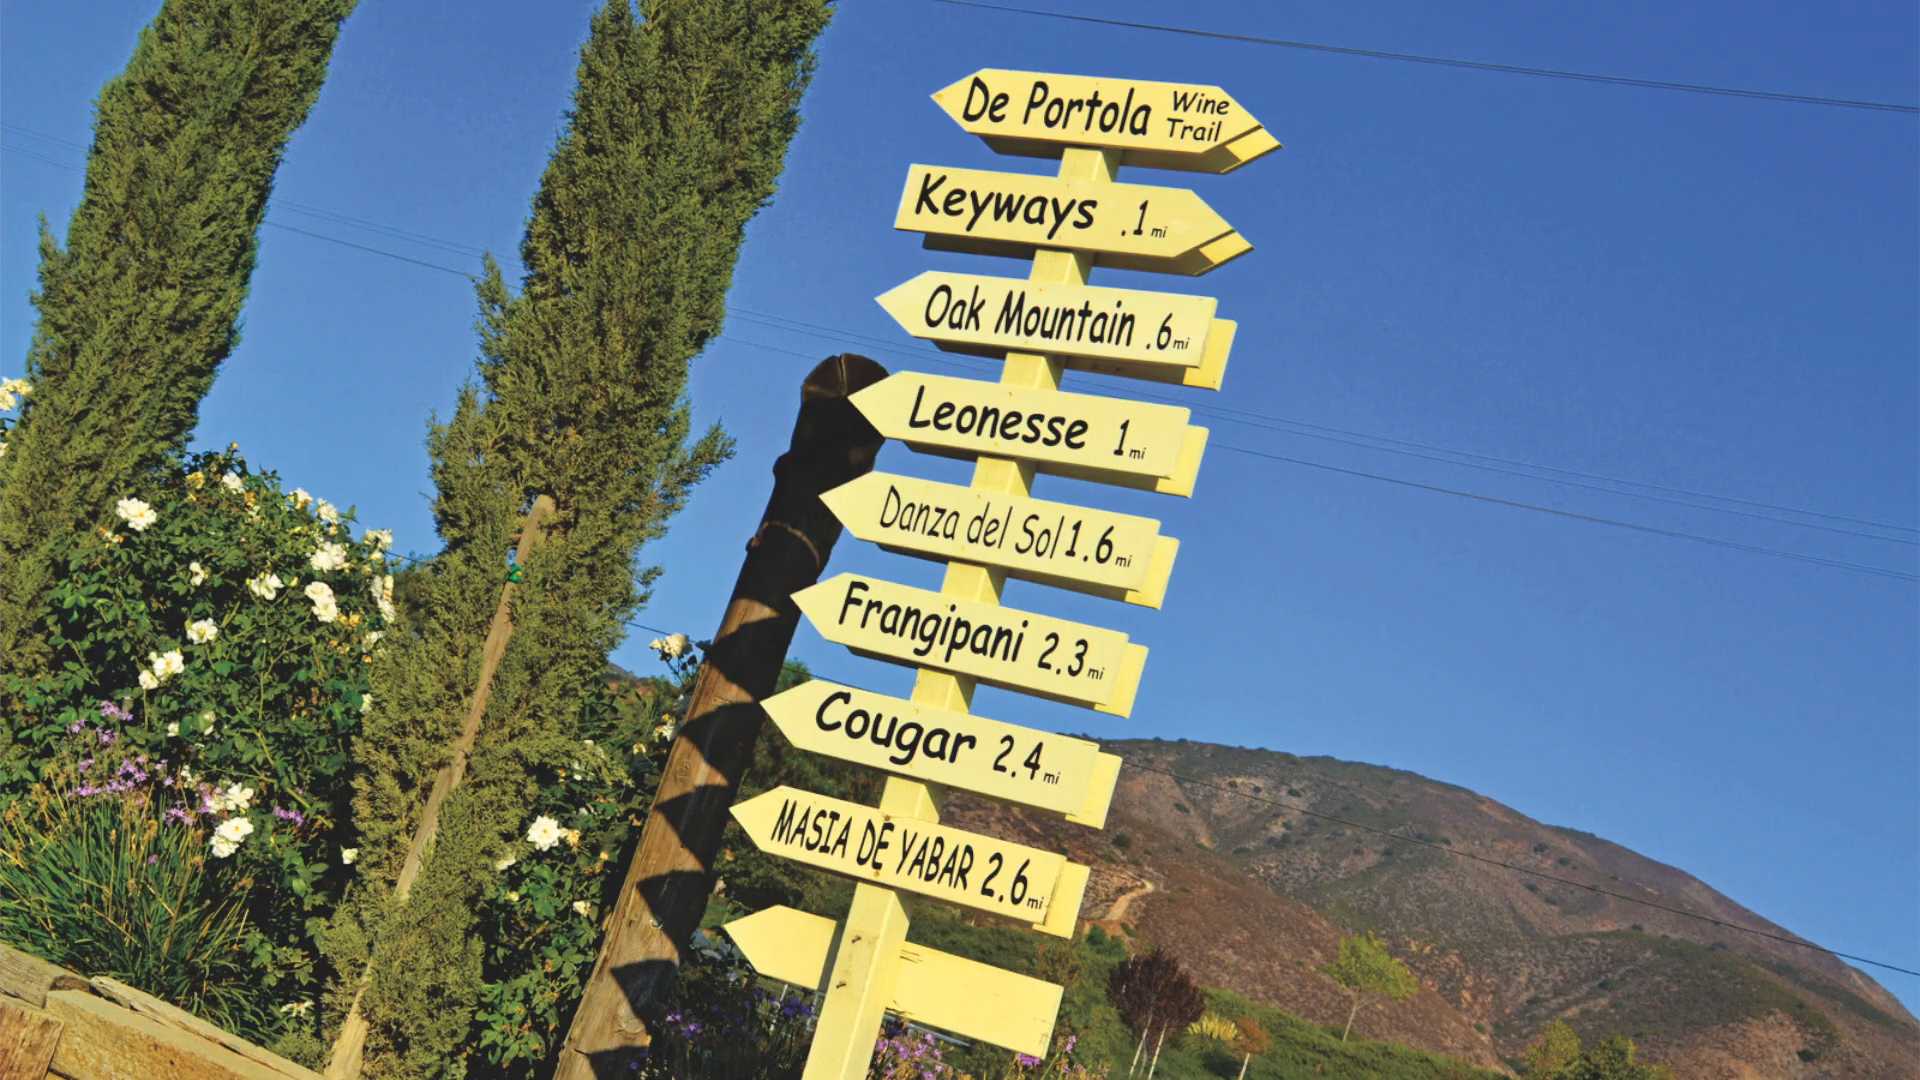 De Portola Wine Trail
Keyways .1 mi
Oak Mountain .6 mi
Leonesse 1 mi
Danza del Sol 1.6 mi
Frangipani 2.3 mi
Cougar 2.4 mi
MASIA DE YABAR 2.6 mi